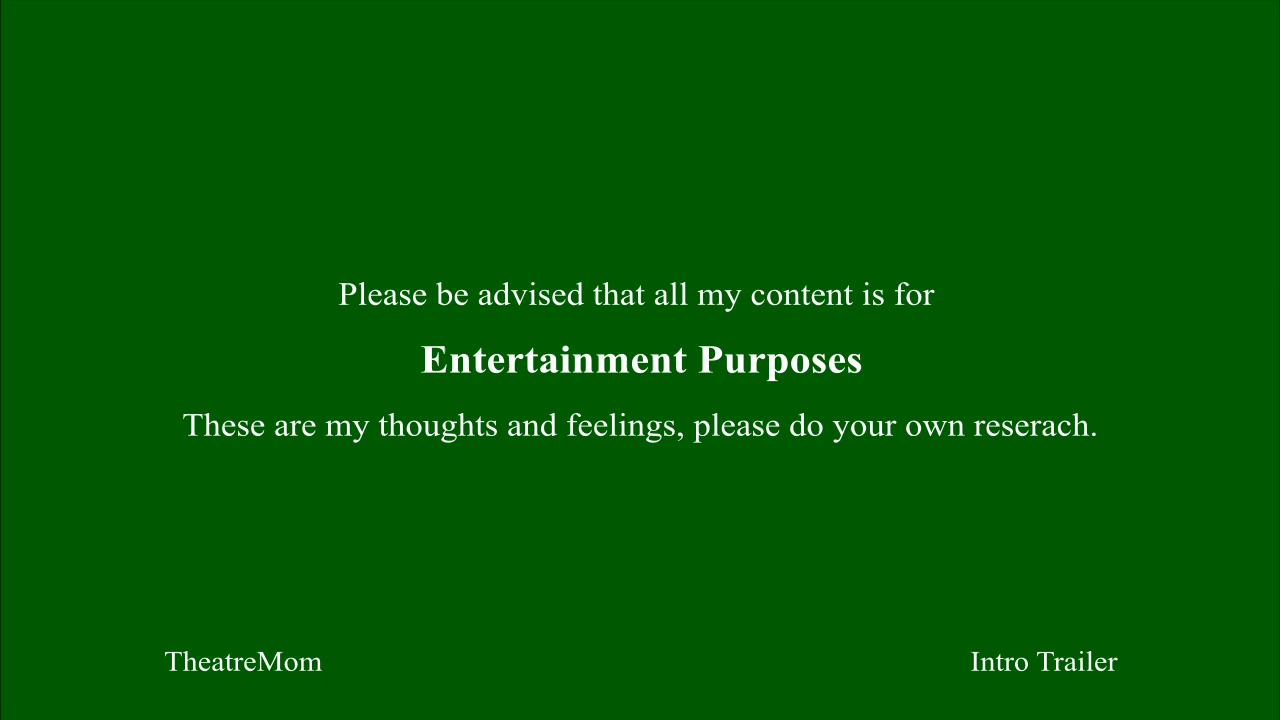 Please be advised that all my content is for
Entertainment Purposes
These are my thoughts and feelings, please do your own reserach.
TheatreMom
Intro Trailer